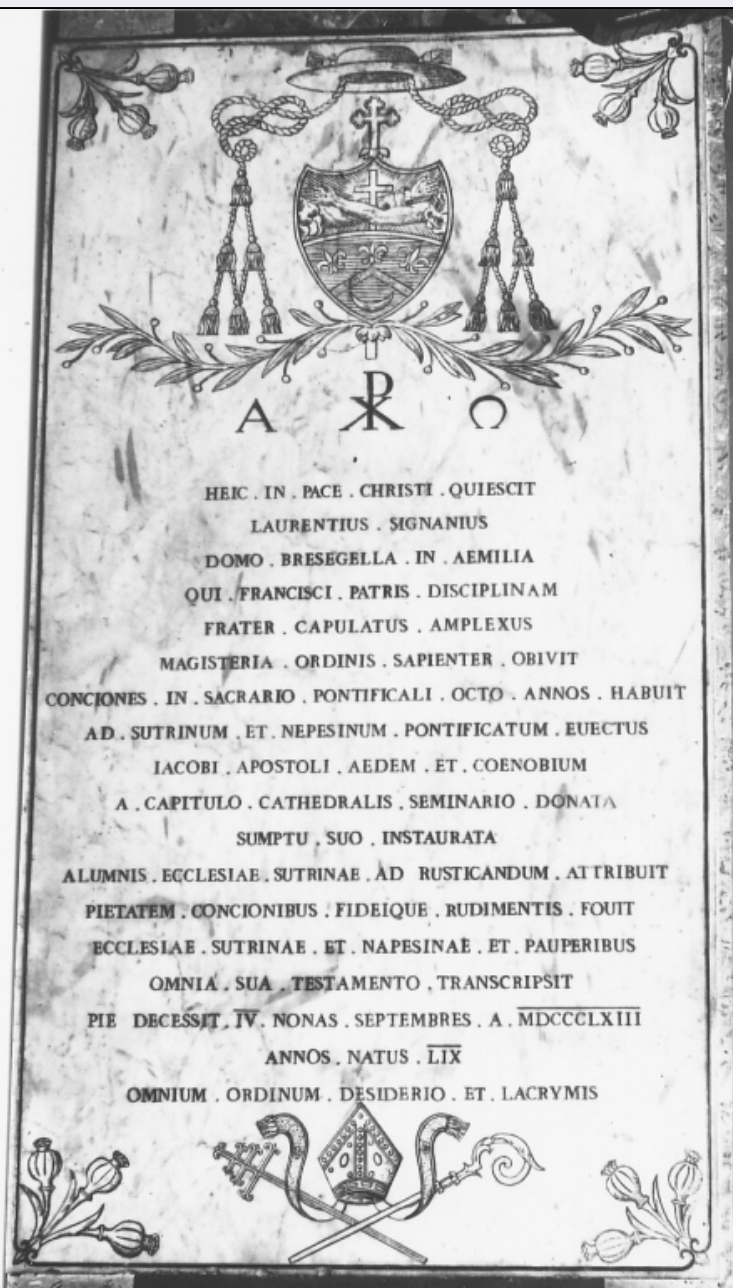 A ☧ Ω
HEIC . IN . PACE . CHRISTI . QUIESCIT
LAURENTIUS . SIGNANIUS
DOMO . BRESEGELLA . IN . AEMILIA
QUI . FRANCISCI . PATRIS . DISCIPLINAM
FRATER . CAPULATUS . AMPLEXUS
MAGISTERIA . ORDINIS . SAPIENTER . OBIVIT
CONCIONES . IN . SACRARIO . PONTIFICALI . OCTO . ANNOS . HABUIT
AD . SUTRINUM . ET . NEPESINUM . PONTIFICATUM . EUECTUS
IACOBI . APOSTOLI . AEDEM . ET . COENOBIUM
A . CAPITULO . CATHEDRALIS . SEMINARIO . DONATA
SUMPTU . SUO . INSTAURATA
ALUMNIS . ECCLESIAE . SUTRINAE . AD RUSTICANDUM . ATTRIBUIT
PIETATEM . CONCIONIBUS . FIDEIQUE . RUDIMENTIS . FOUIT
ECCLESIAE . SUTRINAE . ET . NAPESINAE . ET . PAUPERIBUS
OMNIA . SUA . TESTAMENTO . TRANSCRIPSIT
PIE DECESSIT . I̅V̅ . NONAS . SEPTEMBRES . A . M̅D̅C̅C̅C̅L̅X̅I̅I̅I̅
ANNOS . NATUS . L̅I̅X̅
OMNIUM . ORDINUM . DESIDERIO . ET . LACRYMIS